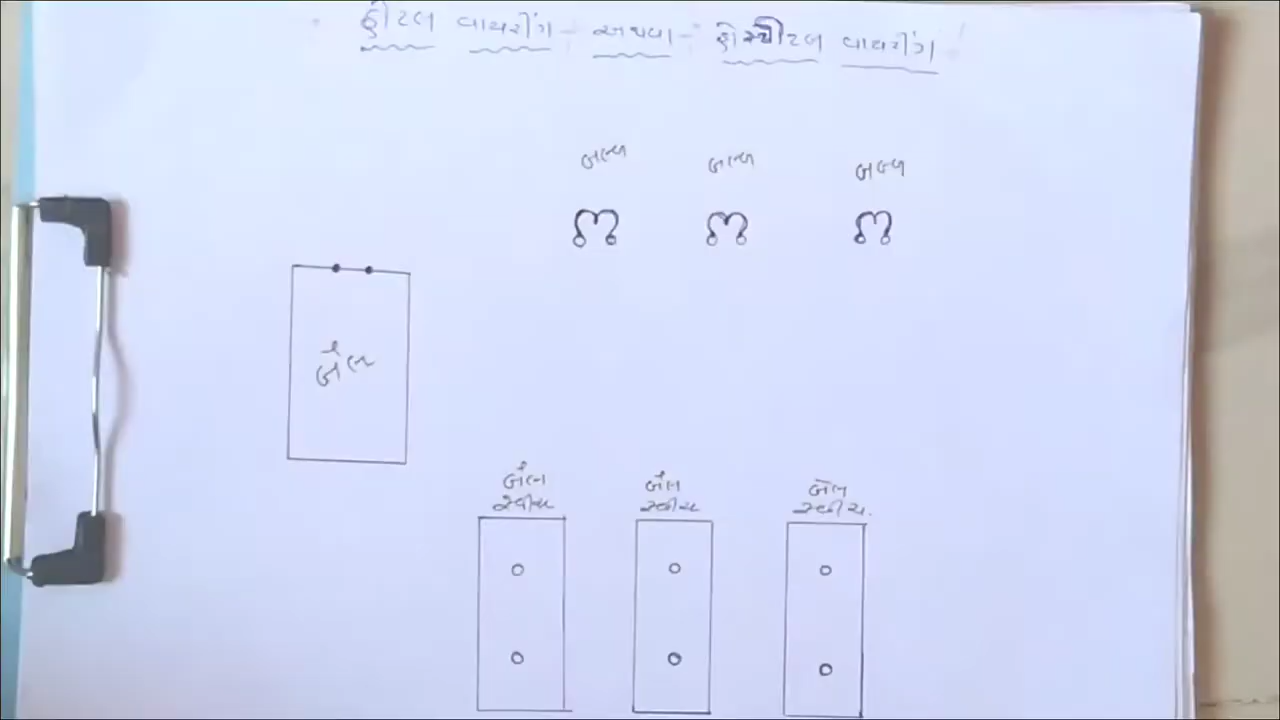 હોટલ વાયરીંગ - અથવા - હોસ્પીટલ વાયરીંગ
બલ્બ બલ્બ બલ્બ
બેલ
બેલ બેલ બેલ
સ્વીચ સ્વીચ સ્વીચ.